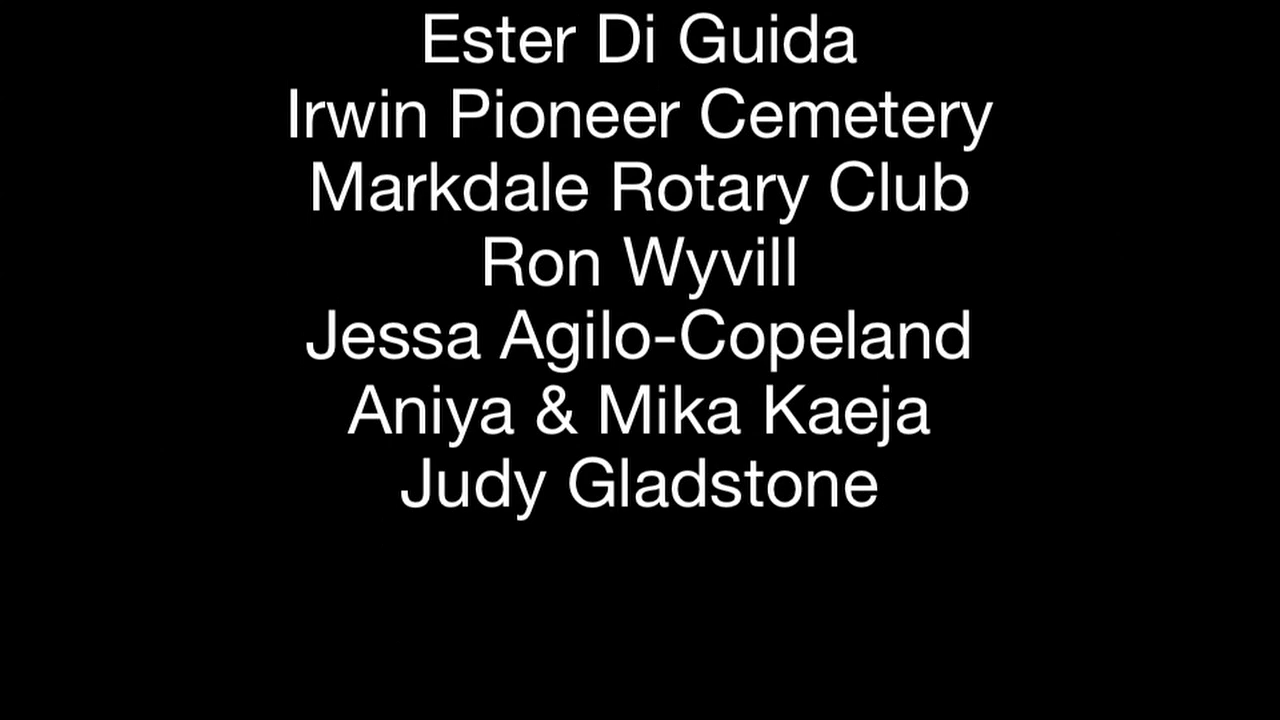 Ester Di Guida
Irwin Pioneer Cemetery
Markdale Rotary Club
Ron Wyvill
Jessa Agilo-Copeland
Aniya & Mika Kaeja
Judy Gladstone